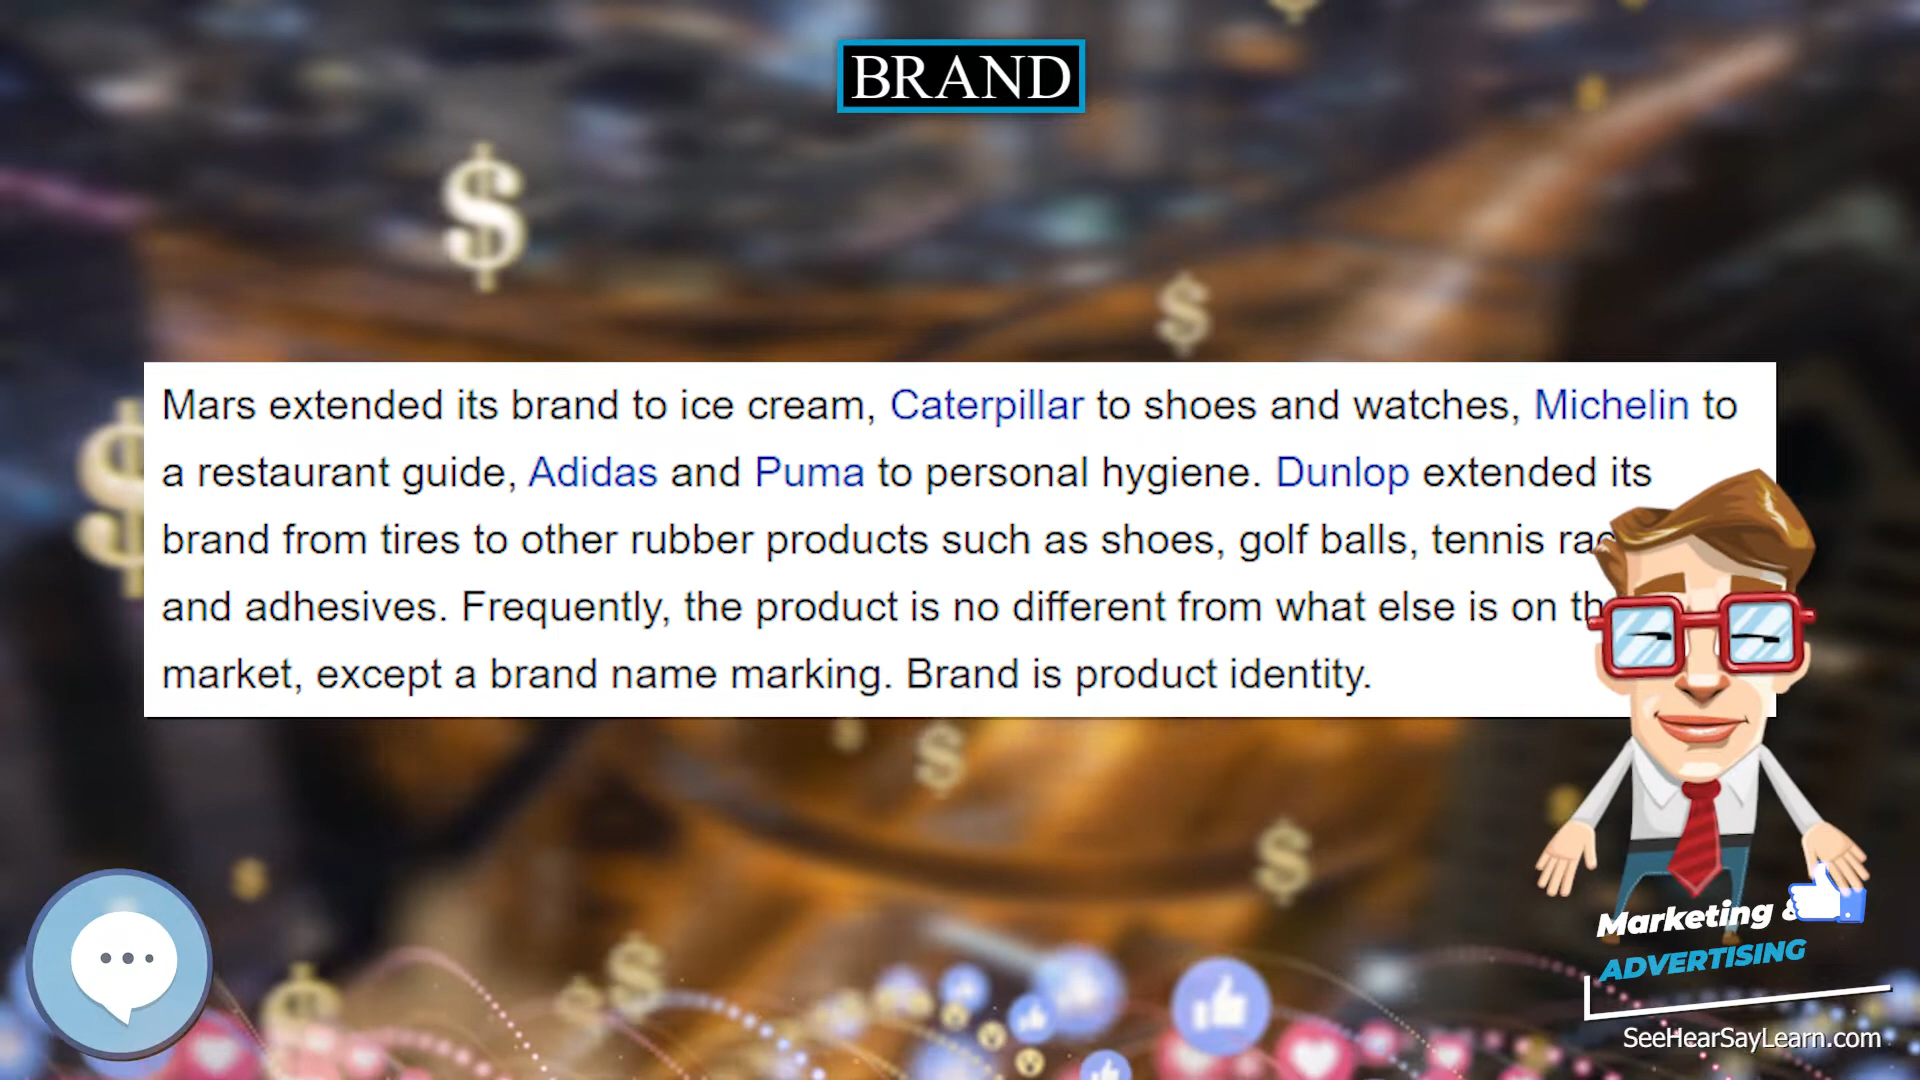 BRAND
Mars extended its brand to ice cream, Caterpillar to shoes and watches, Michelin to
a restaurant guide, Adidas and Puma to personal hygiene. Dunlop extended its
brand from tires to other rubber products such as shoes, golf balls, tennis
and adhesives. Frequently, the product is no different from what else is on
market, except a brand name marking. Brand is product identity.
Marketing &
ADVERTISING
SeeHearSayLearn.com